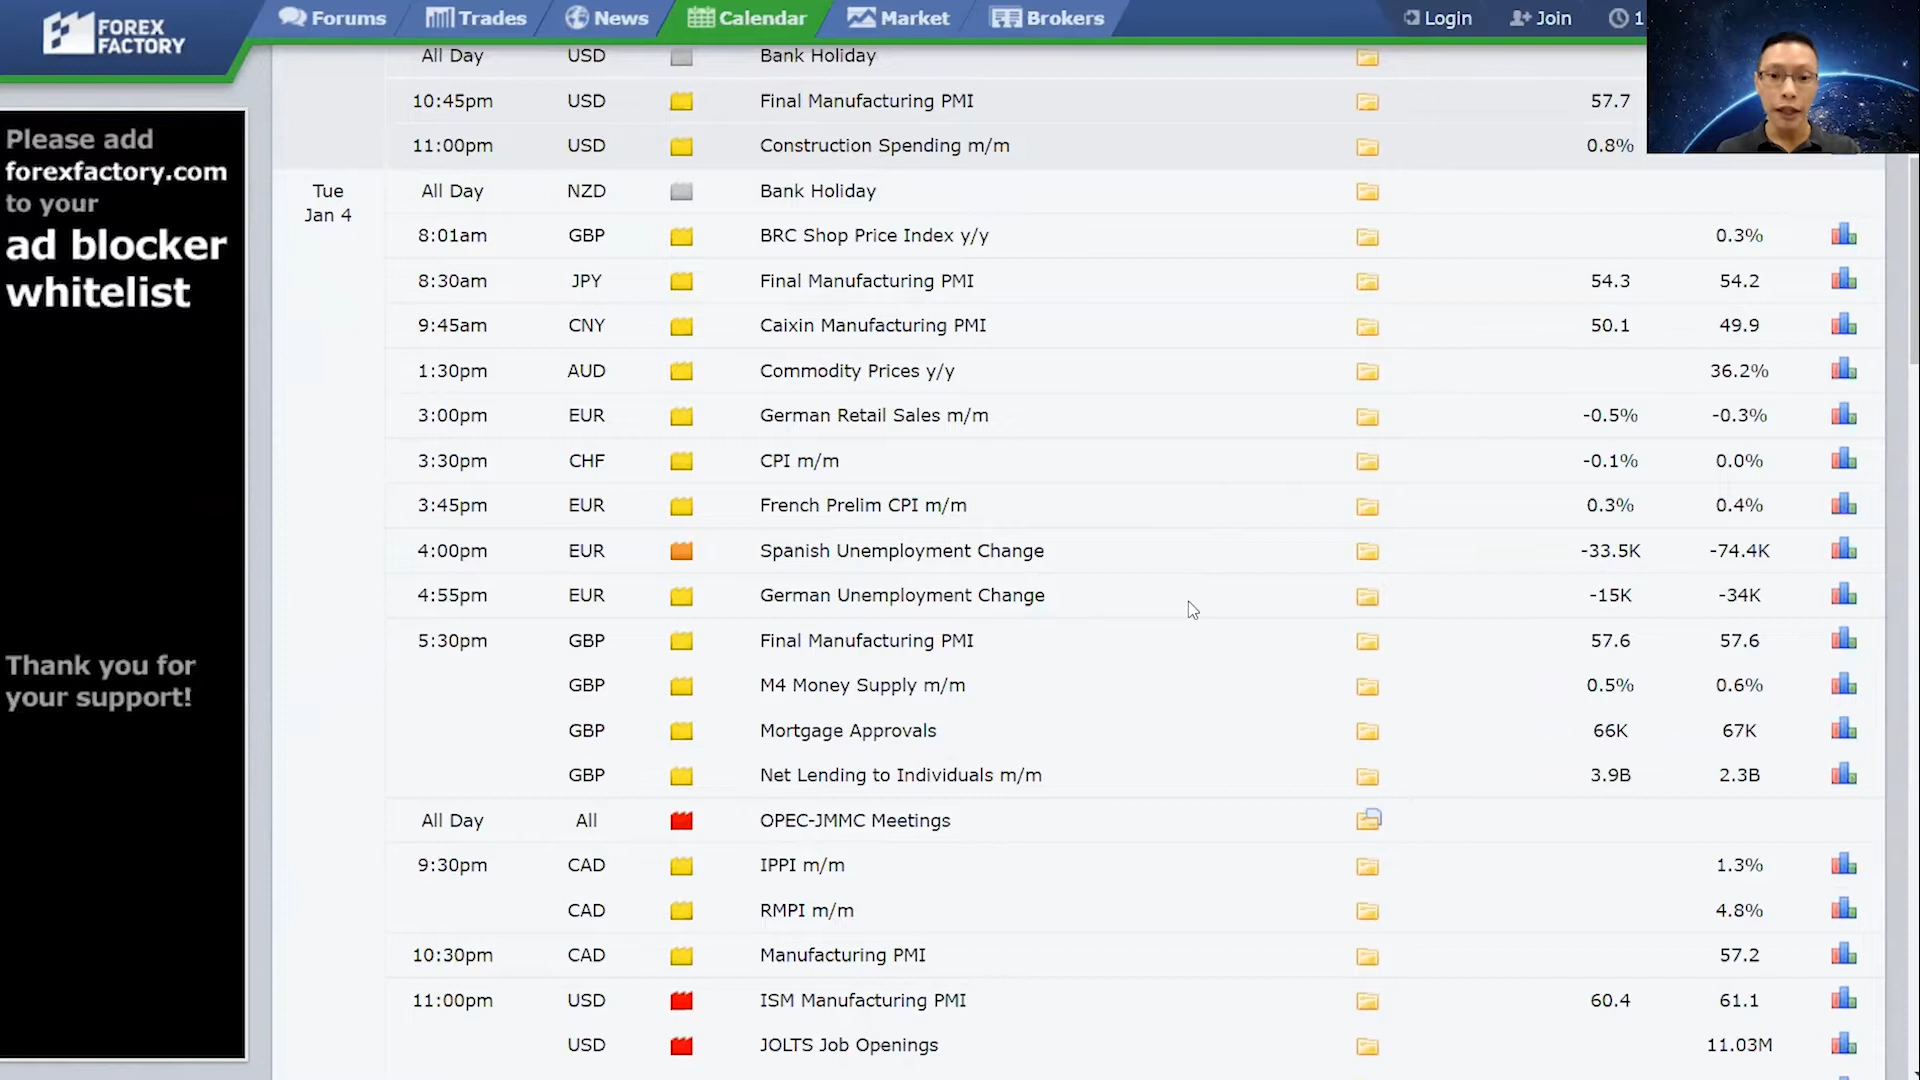 FOREX
FACTORY
Forums
Trades
News
Calendar
Market
Brokers
Login
Join
1
Please add
forexfactory.com
to your
ad blocker
whitelist
Thank you for
your support!
All Day USD Bank Holiday
10:45pm USD Final Manufacturing PMI 57.7
11:00pm USD Construction Spending m/m 0.8%
Tue
Jan 4
All Day NZD Bank Holiday
8:01am GBP BRC Shop Price Index y/y 0.3%
8:30am JPY Final Manufacturing PMI 54.3 54.2
9:45am CNY Caixin Manufacturing PMI 50.1 49.9
1:30pm AUD Commodity Prices y/y 36.2%
3:00pm EUR German Retail Sales m/m -0.5% -0.3%
3:30pm CHF CPI m/m -0.1% 0.0%
3:45pm EUR French Prelim CPI m/m 0.3% 0.4%
4:00pm EUR Spanish Unemployment Change -33.5K -74.4K
4:55pm EUR German Unemployment Change -15K -34K
5:30pm GBP Final Manufacturing PMI 57.6 57.6
GBP M4 Money Supply m/m 0.5% 0.6%
GBP Mortgage Approvals 66K 67K
GBP Net Lending to Individuals m/m 3.9B 2.3B
All Day All OPEC-JMMC Meetings
9:30pm CAD IPPI m/m 1.3%
CAD RMPI m/m 4.8%
10:30pm CAD Manufacturing PMI 57.2
11:00pm USD ISM Manufacturing PMI 60.4 61.1
USD JOLTS Job Openings 11.03M